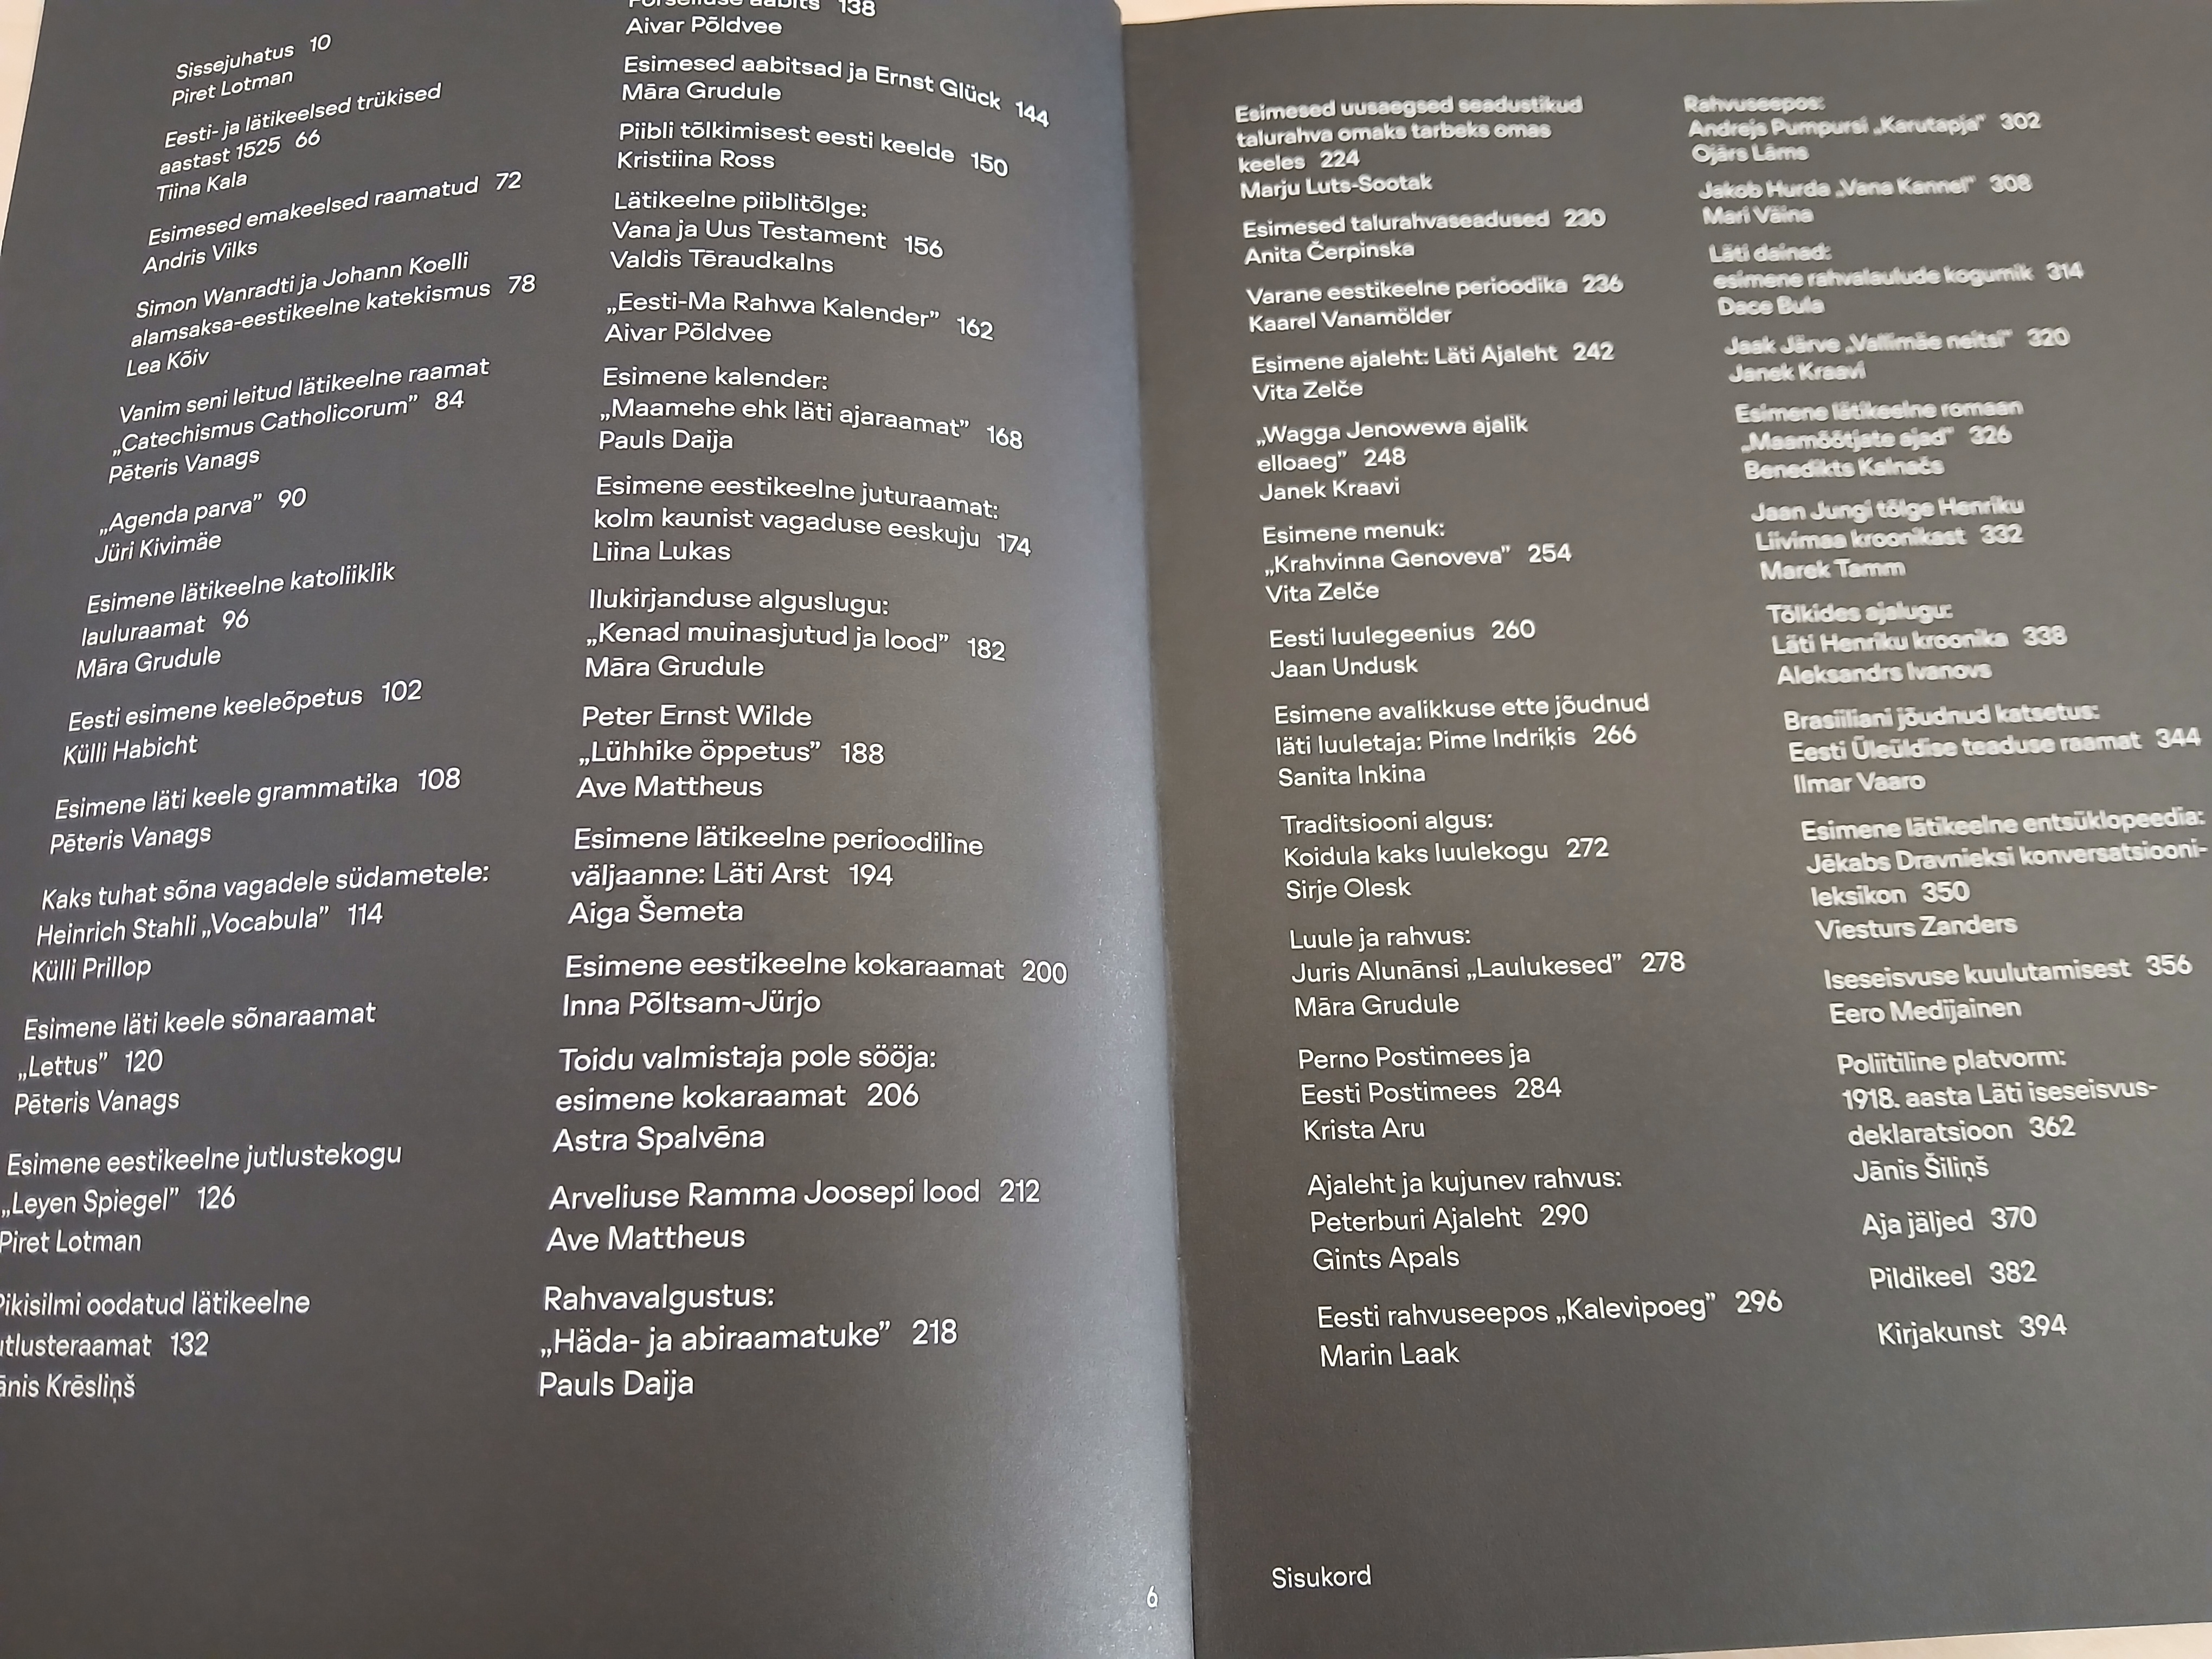 Sissejuhatus 10
Piret Lotman
Eesti- ja lätikeelsed trükised
aastast 1525 66
Tiina Kala
Esimesed emakeelsed raamatud 72
Andris Vilks
Simon Wanradti ja Johann Koelli
alamsaksa-eestikeelne katekismus 78
Lea Kõiv
Vanim seni leitud lätikeelne raamat
„Catechismus Catholicorum” 84
Pēteris Vanags
„Agenda parva” 90
Jüri Kivimäe
Esimene lätikeelne katoliiklik
lauluraamat 96
Māra Grudule
Eesti esimene keeleõpetus 102
Külli Habicht
Esimene läti keele grammatika 108
Pēteris Vanags
Kaks tuhat sõna vagadele südametele:
Heinrich Stahli „Vocabula” 114
Külli Prillop
Esimene läti keele sõnaraamat
„Lettus” 120
Pēteris Vanags
Esimene eestikeelne jutlustekogu
„Leyen Spiegel” 126
Piret Lotman
Pikisilmi oodatud lätikeelne
utlusteraamat 132
ānis Krēsliņš
aabits 138
Aivar Põldvee
Esimesed aabitsad ja Ernst Glück 144
Māra Grudule
Piibli tõlkimisest eesti keelde 150
Kristiina Ross
Lätikeelne piiblitõlge:
Vana ja Uus Testament 156
Valdis Tēraudkalns
„Eesti-Ma Rahwa Kalender” 162
Aivar Põldvee
Esimene kalender:
„Maamehe ehk läti ajaraamat” 168
Pauls Daija
Esimene eestikeelne juturaamat:
kolm kaunist vagaduse eeskuju 174
Liina Lukas
Ilukirjanduse alguslugu:
„Kenad muinasjutud ja lood” 182
Māra Grudule
Peter Ernst Wilde
„Lühhike öppetus” 188
Ave Mattheus
Esimene lätikeelne perioodiline
väljaanne: Läti Arst 194
Aiga Šemeta
Esimene eestikeelne kokaraamat 200
Inna Põltsam-Jürjo
Toidu valmistaja pole sööja:
esimene kokaraamat 206
Astra Spalvēna
Arveliuse Ramma Joosepi lood 212
Ave Mattheus
Rahvavalgustus:
„Häda- ja abiraamatuke” 218
Pauls Daija
6
Esimesed uusaegsed seadustikud
talurahva omaks tarbeks omas
keeles 224
Marju Luts-Sootak
Esimesed talurahvaseadused 230
Anita Čerpinska
Varane eestikeelne perioodika 236
Kaarel Vanamölder
Esimene ajaleht: Läti Ajaleht 242
Vita Zelče
„Wagga Jenowewa ajalik
elloaeg” 248
Janek Kraavi
Esimene menuk:
„Krahvinna Genoveva” 254
Vita Zelče
Eesti luulegeenius 260
Jaan Undusk
Esimene avalikkuse ette jõudnud
läti luuletaja: Pime Indriķis 266
Sanita Inkina
Traditsiooni algus:
Koidula kaks luulekogu 272
Sirje Olesk
Luule ja rahvus:
Juris Alunānsi „Laulukesed” 278
Māra Grudule
Perno Postimees ja
Eesti Postimees 284
Krista Aru
Ajaleht ja kujunev rahvus:
Peterburi Ajaleht 290
Gints Apals
Eesti rahvuseepos „Kalevipoeg” 296
Marin Laak
Rahvuseepos:
Andrejs Pumpursi „Karutapja” 302
Ojārs Lāms
Jakob Hurda „Vana Kannel” 308
Mari Väina
Läti dainad:
esimene rahvalaulude kogumik 314
Dace Bula
Jaak Järve „Vallimäe neitsi” 320
Janek Kraavi
Esimene lätikeelne romaan
„Maamõõtjate ajad” 326
Benedikts Kalnačs
Jaan Jungi tõlge Henriku
Liivimaa kroonikast 332
Marek Tamm
Tõlkides ajalugu:
Läti Henriku kroonika 338
Aleksandrs Ivanovs
Brasiiliani jõudnud katsetus:
Eesti Üleüldise teaduse raamat 344
Ilmar Vaaro
Esimene lätikeelne entsüklopeedia:
Jēkabs Dravnieksi konversatsiooni-
leksikon 350
Viesturs Zanders
Iseseisvuse kuulutamisest 356
Eero Medijainen
Poliitiline platvorm:
1918. aasta Läti iseseisvus-
deklaratsioon 362
Jānis Šiliņš
Aja jäljed 370
Pildikeel 382
Kirjakunst 394
Sisukord